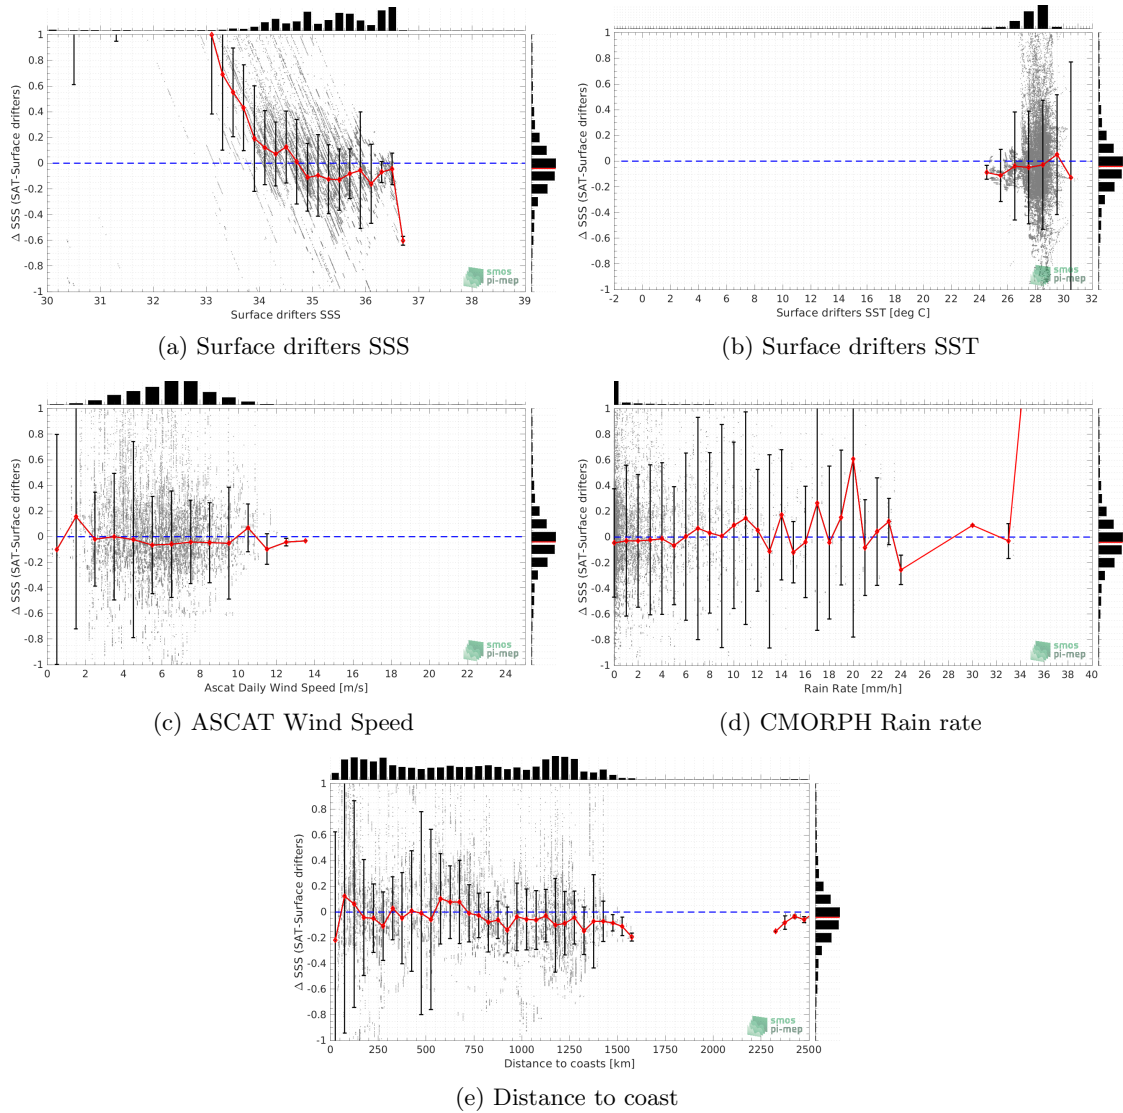 1
0.8
0.6
0.4
0.2
0
-0.2
-0.4
-0.6
-0.8
-1
Δ SSS (SAT-Surface drifters)
30 31 32 33 34 35 36 37 38 39
Surface drifters SSS
smos
pi-mep
(a) Surface drifters SSS
1
0.8
0.6
0.4
0.2
0
-0.2
-0.4
-0.6
-0.8
-1
Δ SSS (SAT-Surface drifters)
-2 0 2 4 6 8 10 12 14 16 18 20 22 24 26 28 30 32
Surface drifters SST [deg C]
smos
pi-mep
(b) Surface drifters SST
1
0.8
0.6
0.4
0.2
0
-0.2
-0.4
-0.6
-0.8
-1
Δ SSS (SAT-Surface drifters)
0 2 4 6 8 10 12 14 16 18 20 22 24
Ascat Daily Wind Speed [m/s]
smos
pi-mep
(c) ASCAT Wind Speed
1
0.8
0.6
0.4
0.2
0
-0.2
-0.4
-0.6
-0.8
-1
Δ SSS (SAT-Surface drifters)
0 2 4 6 8 10 12 14 16 18 20 22 24 26 28 30 32 34 36 38 40
Rain Rate [mm/h]
smos
pi-mep
(d) CMORPH Rain rate
1
0.8
0.6
0.4
0.2
0
-0.2
-0.4
-0.6
-0.8
-1
Δ SSS (SAT-Surface drifters)
0 250 500 750 1000 1250 1500 1750 2000 2250 2500
Distance to coasts [km]
smos
pi-mep
(e) Distance to coast